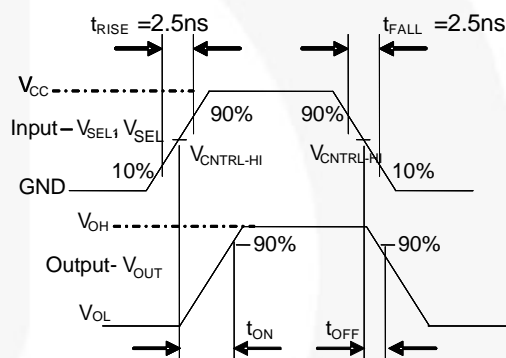 tRISE =2.5ns
tFALL =2.5ns
VCC
90%
90%
Input– VSEL1, VSEL
VCNTRL-HI
VCNTRL-HI
10%
10%
GND
VOH
–90%
–90%
Output- VOUT
VOL
tON
tOFF